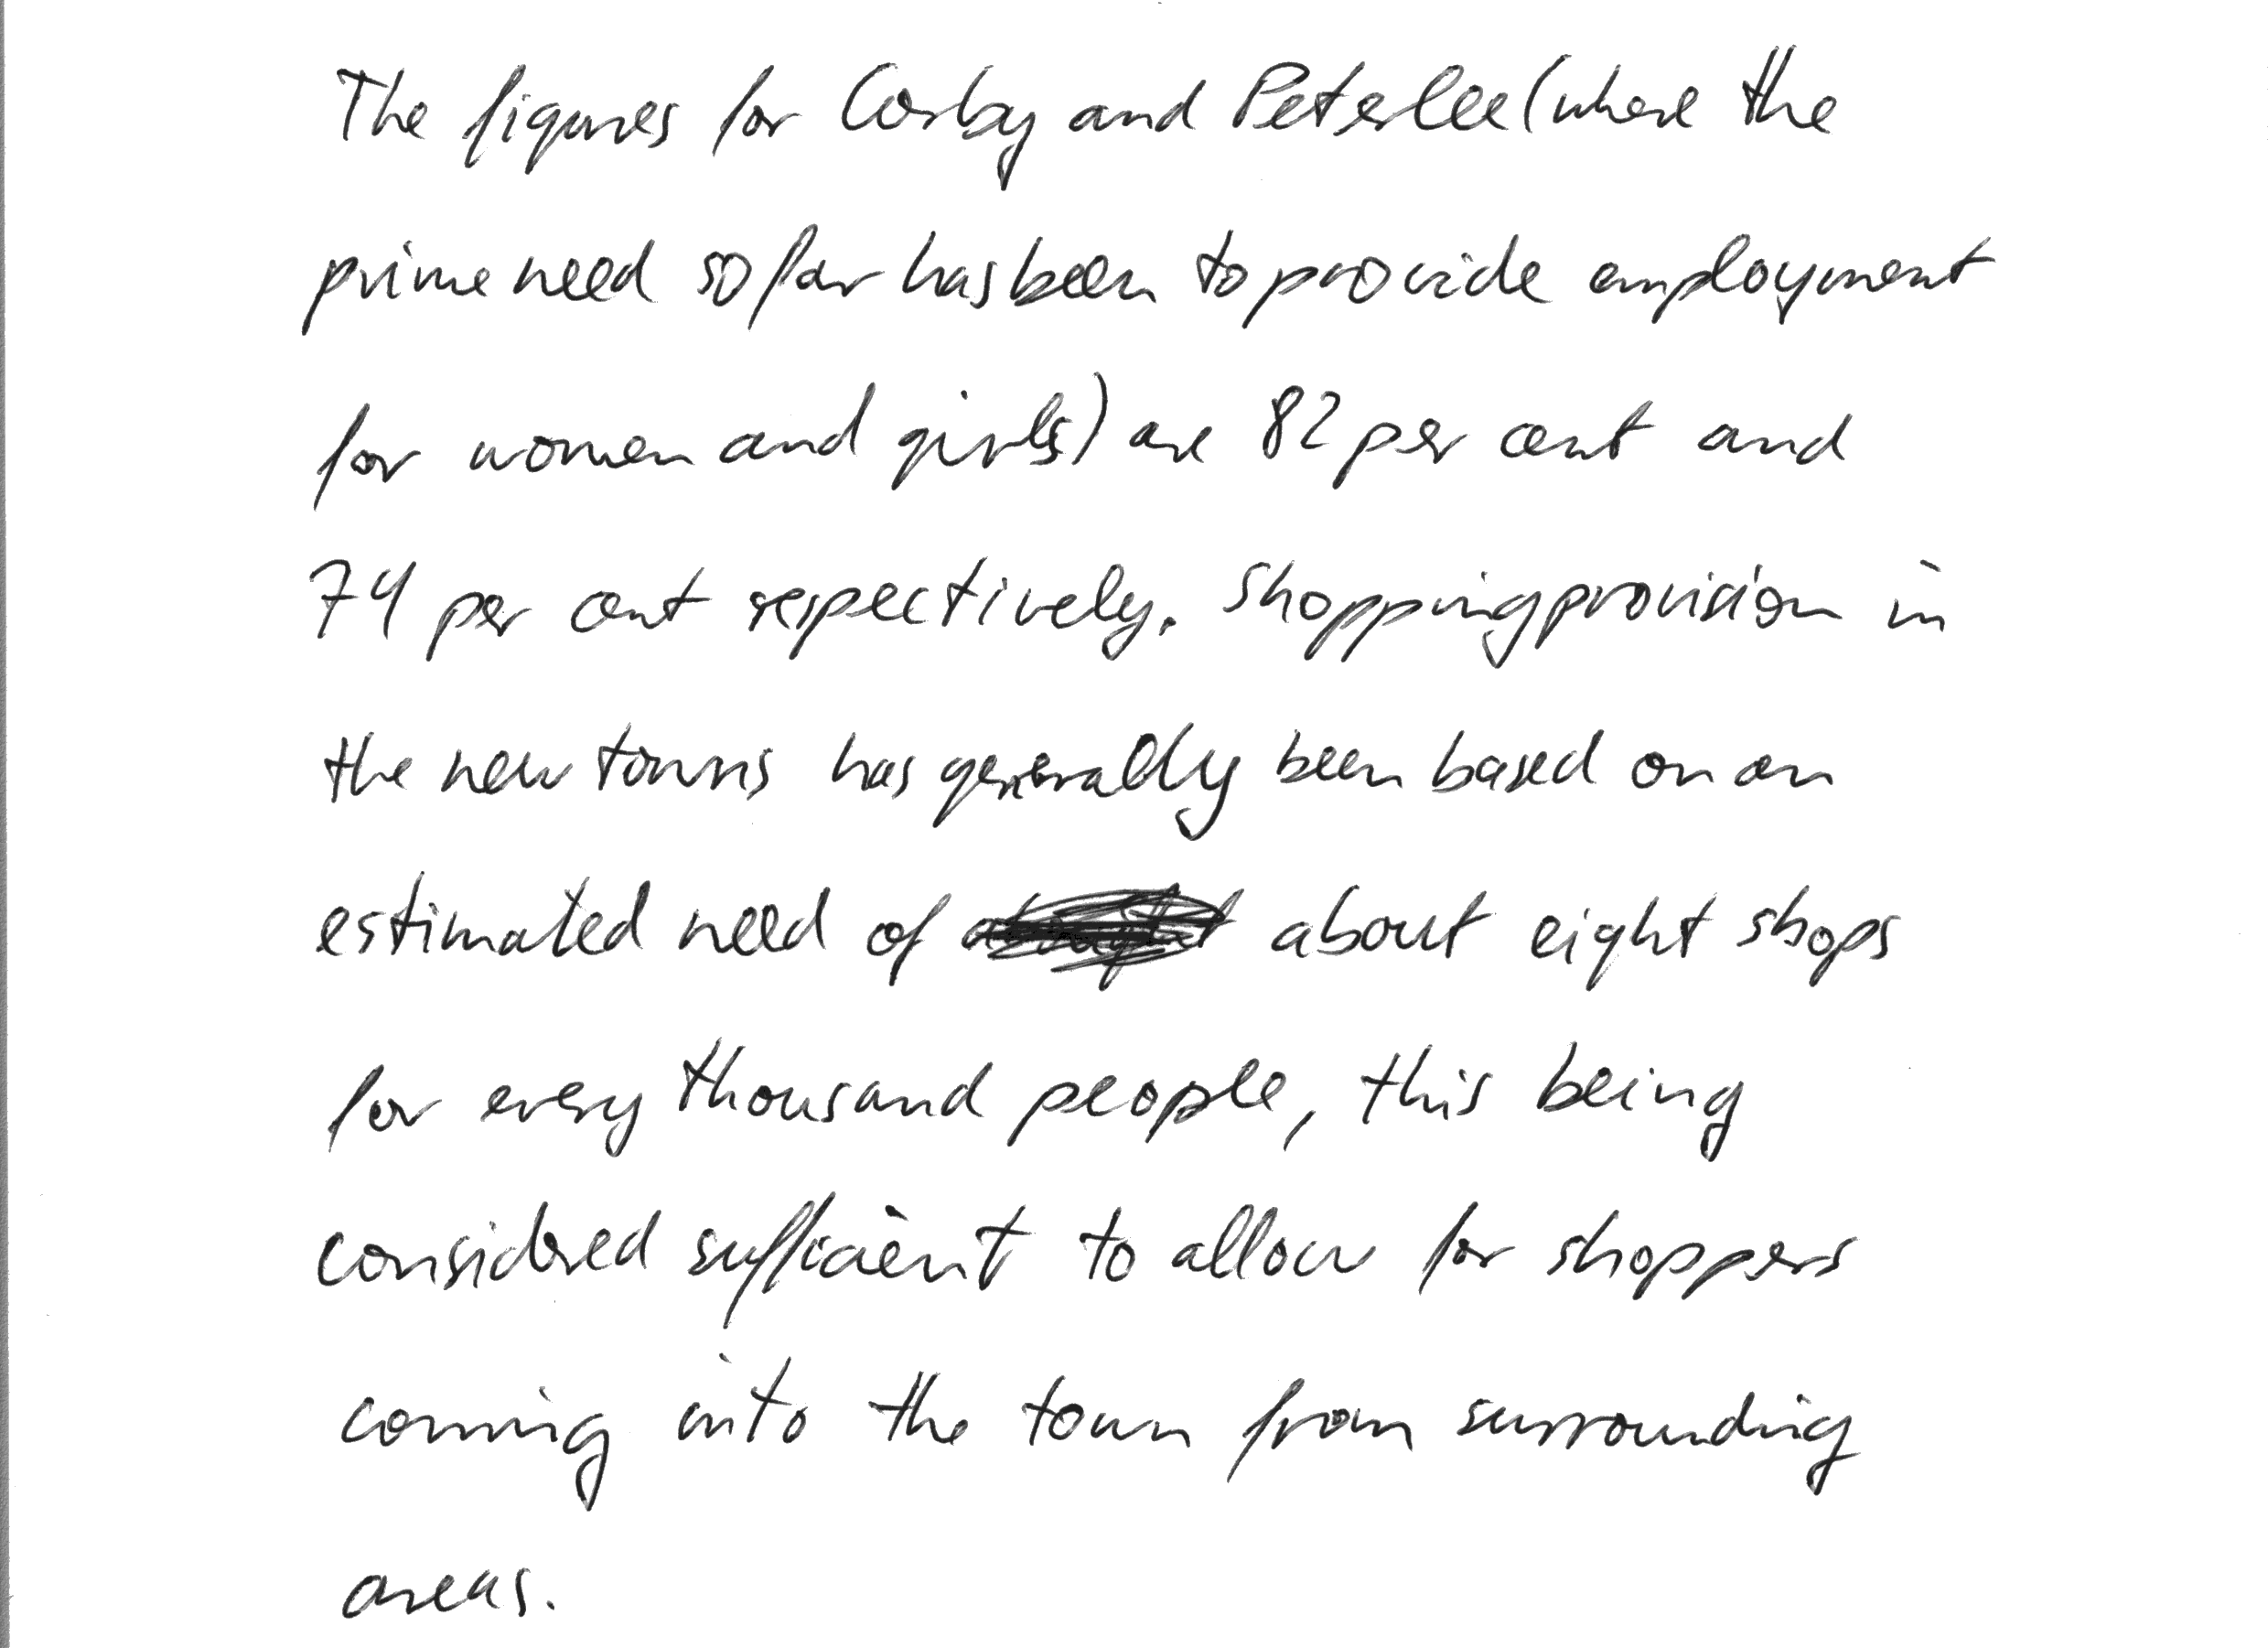 The figures for Corby and Peterlee (where the
prime need so far has been to provide employment
for women and girls) are 82 per cent and
74 per cent respectively. Shopping provision in
the new towns has generally been based on an
estimated need of about eight shops
for every thousand people, this being
considered sufficient to allow for shoppers
coming into the town from surrounding
areas.